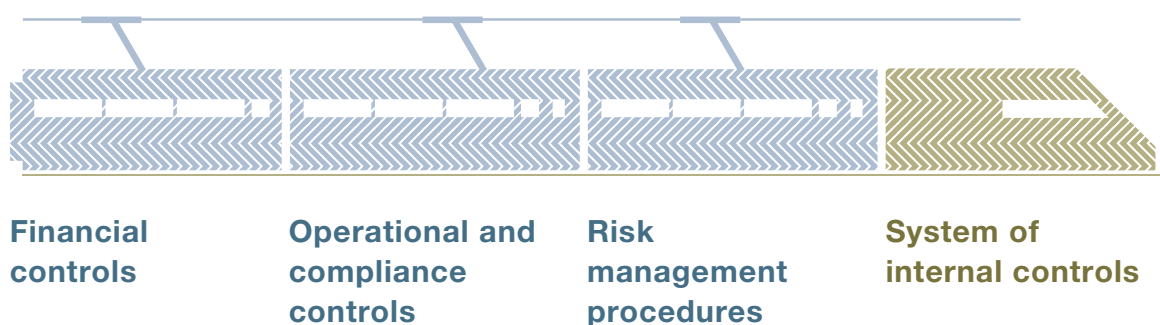 Financial
controls
Operational and
compliance
controls
Risk
management
procedures
System of
internal controls